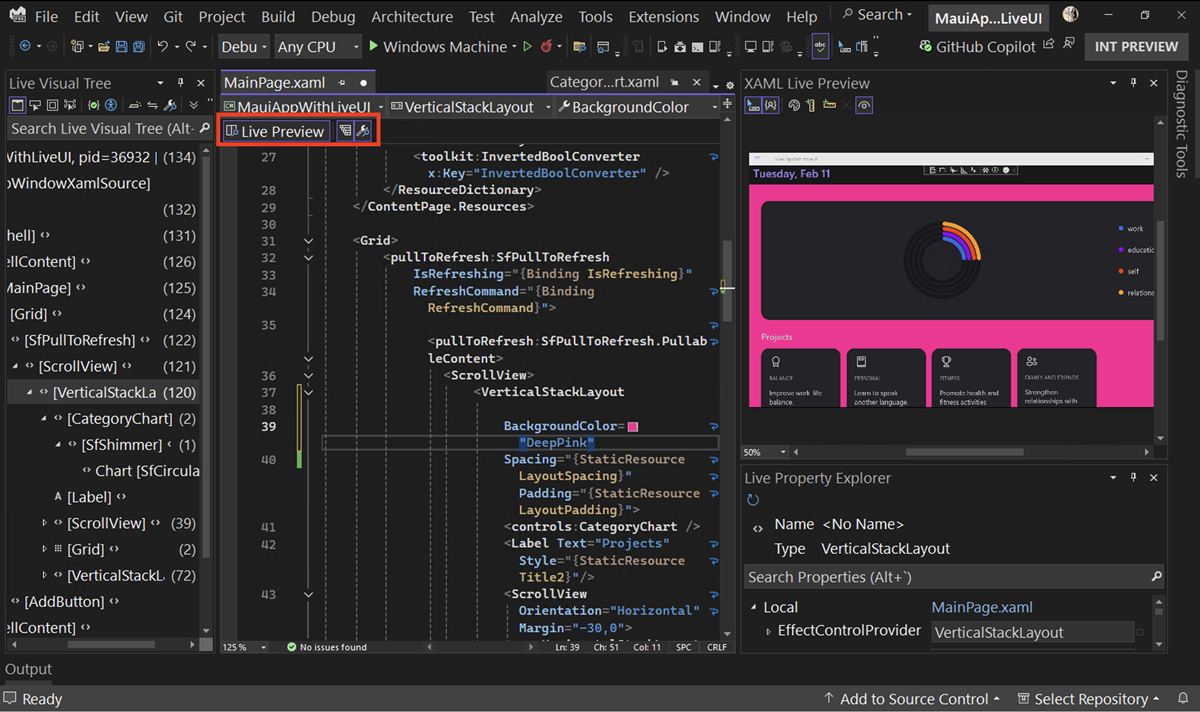 File Edit View Git Project Build Debug Architecture Test Analyze Tools Extensions Window Help Search MauiAp...LiveUI
Debu Any CPU Windows Machine GitHub Copilot INT PREVIEW
Live Visual Tree
Search Live Visual Tree (Alt-
WithLiveUI, pid=36932 | (134)
oWindowXamlSource]
(132)
hell] (131)
ellContent] (126)
MainPage] (125)
[Grid] (124)
[SfPullToRefresh] (122)
[ScrollView] (121)
[VerticalStackLa (120)
[CategoryChart] (2)
[SfShimmer] (1)
Chart [SfCircula
A [Label]
[ScrollView] (39)
[Grid] (2)
[VerticalStackL (72)
[AddButton]
ellContent]
MainPage.xaml Categor...rt.xaml
MauiAppWithLiveUI VerticalStackLayout BackgroundColor
Live Preview
27 <toolkit:InvertedBoolConverter
x:Key="InvertedBoolConverter" />
28 </ResourceDictionary>
29 </ContentPage.Resources>
30
31 <Grid>
32 <pullToRefresh:SfPullToRefresh
33 IsRefreshing="{Binding IsRefreshing}"
34 RefreshCommand="{Binding
RefreshCommand}">
35
<pullToRefresh:SfPullToRefresh.Pullab
leContent>
36 <ScrollView>
37 <VerticalStackLayout
38
39 BackgroundColor=
"DeepPink"
40 Spacing="{StaticResource
LayoutSpacing}"
Padding="{StaticResource
LayoutPadding}">
41 <controls:CategoryChart />
42 <Label Text="Projects"
Style="{StaticResource
Title2}"/>
43 <ScrollView
Orientation="Horizontal"
Margin="-30,0">
125 % No issues found Ln: 39 Ch: 51 Col: 11 SPC CRLF
XAML Live Preview
Tuesday, Feb 11
work
educatic
self
relations
Projects
BALANCE
Improve work life
balance.
PERSONAL
Learn to speak
another language.
FITNESS
Promote health and
fitness activities
FAMILY AND FRIENDS
Strengthen
relationships with
50%
Live Property Explorer
Name <No Name>
Type VerticalStackLayout
Search Properties (Alt+`)
Local MainPage.xaml
EffectControlProvider VerticalStackLayout
Diagnostic Tools
Output
Ready Add to Source Control Select Repository